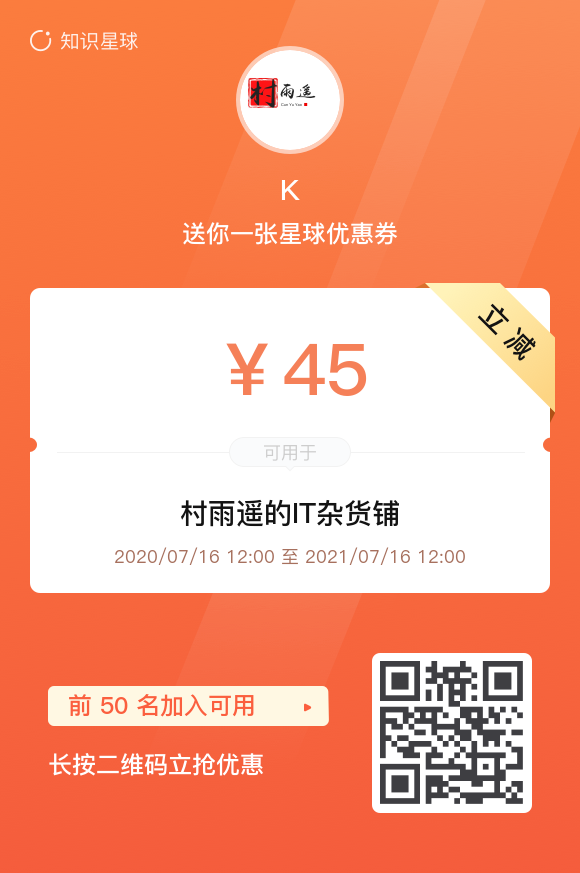 知识星球
村雨遥
Cun Yu Yao
K
送你一张星球优惠券
立减
¥ 45
可用于
村雨遥的IT杂货铺
2020/07/16 12:00 至 2021/07/16 12:00
前 50 名加入可用
长按二维码立抢优惠